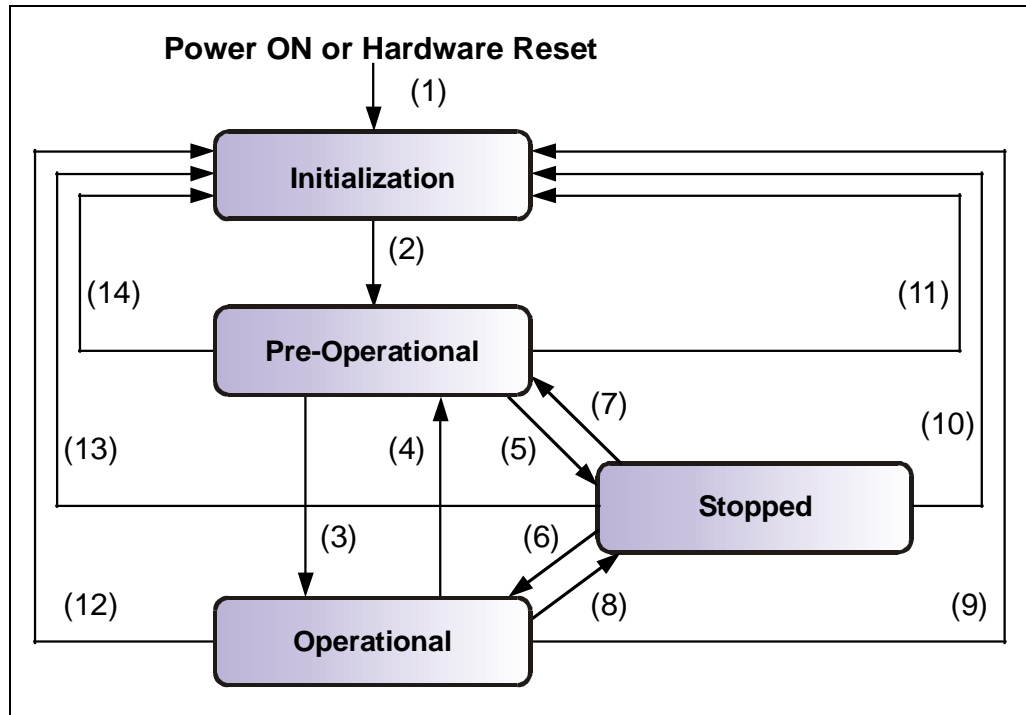 Power ON or Hardware Reset
(1)
Initialization
(2)
(14)
(11)
Pre-Operational
(7)
(13)
(4)
(5)
(10)
Stopped
(3)
(6)
(12)
(8)
(9)
Operational